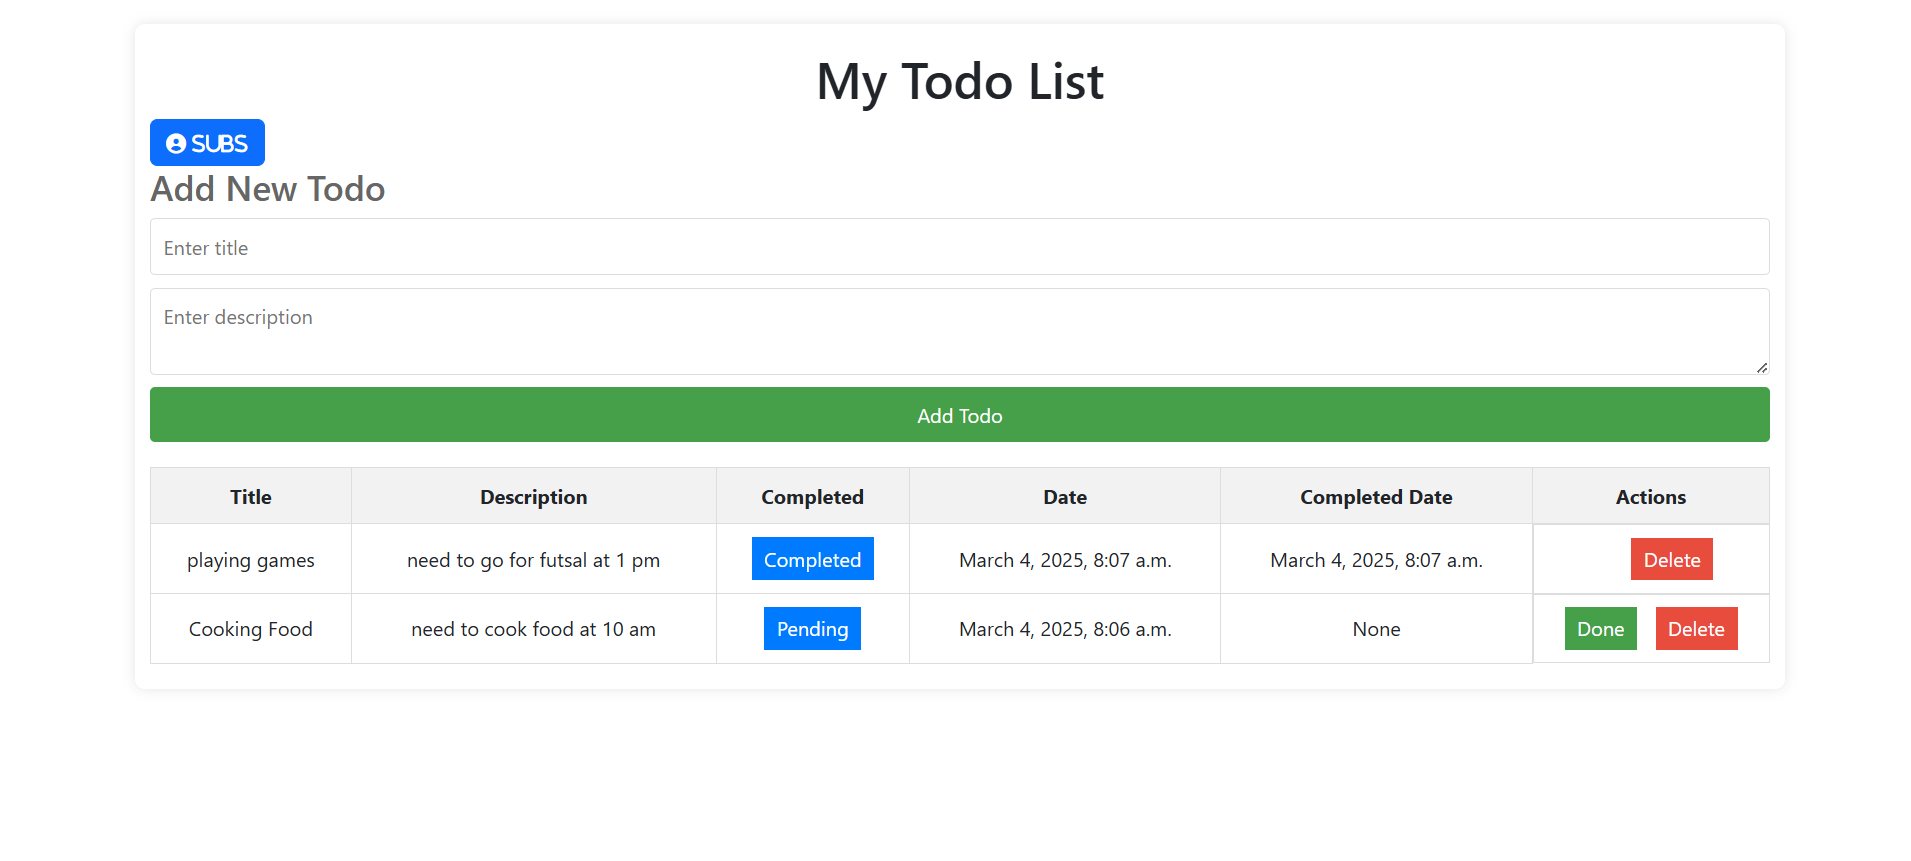 My Todo List
SUBS
Add New Todo
Enter title
Enter description
Add Todo
Title Description Completed Date Completed Date Actions
playing games need to go for futsal at 1 pm Completed March 4, 2025, 8:07 a.m. March 4, 2025, 8:07 a.m. Delete
Cooking Food need to cook food at 10 am Pending March 4, 2025, 8:06 a.m. None Done Delete